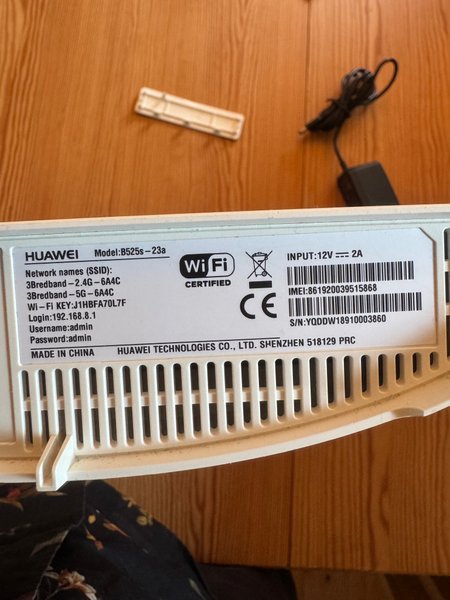 HUAWEI Model:B525s-23a
Network names (SSID):
3Bredband-2.4G-6A4C
3Bredband-5G-6A4C
Wi-Fi KEY:J1HBFA70L7F
Login:192.168.8.1
Username:admin
Password:admin
Wi Fi
CERTIFIED
CE
INPUT:12V 2A
IMEI:861920039515868
S/N:YQDDW18910003860
MADE IN CHINA HUAWEI TECHNOLOGIES CO., LTD. SHENZHEN 518129 PRC